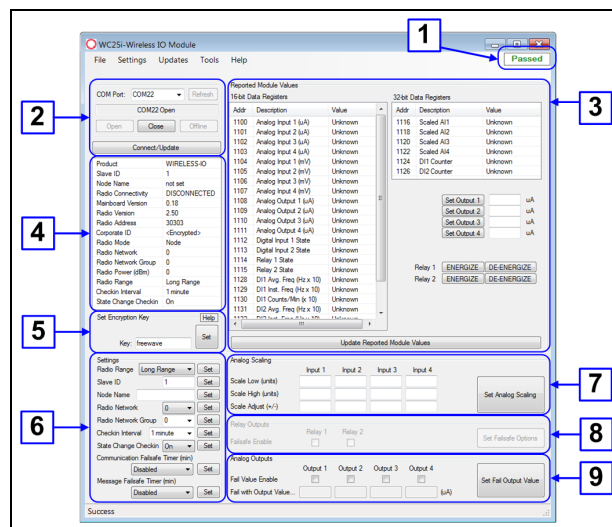 WC25i-Wireless IO Module
File Settings Updates Tools Help
1
Passed
2
COM Port: COM22 Refresh
COM22 Open
Open Close Offline
Connect/Update
4
Product WIRELESS-IO
Slave ID 1
Node Name not set
Radio Connectivity DISCONNECTED
Mainboard Version 0.18
Radio Version 2.50
Radio Address 30303
Corporate ID <Encrypted>
Radio Mode Node
Radio Network 0
Radio Network Group 0
Radio Power (dBm) 0
Radio Range Long Range
Checkin Interval 1 minute
State Change Checkin On
5
Set Encryption Key Help
Key: freewave Set
6
Settings
Radio Range Long Range Set
Slave ID 1 Set
Node Name Set
Radio Network 0 Set
Radio Network Group 0 Set
Checkin Interval 1 minute Set
State Change Checkin On Set
Communication Failsafe Timer (min)
Disabled Set
Message Failsafe Timer (min)
Disabled Set
Success
3
Reported Module Values
16-bit Data Registers
Addr Description Value
1100 Analog Input 1 (uA) Unknown
1101 Analog Input 2 (uA) Unknown
1102 Analog Input 3 (uA) Unknown
1103 Analog Input 4 (uA) Unknown
1104 Analog Input 1 (mV) Unknown
1105 Analog Input 2 (mV) Unknown
1106 Analog Input 3 (mV) Unknown
1107 Analog Input 4 (mV) Unknown
1108 Analog Output 1 (uA) Unknown
1109 Analog Output 2 (uA) Unknown
1110 Analog Output 3 (uA) Unknown
1111 Analog Output 4 (uA) Unknown
1112 Digital Input 1 State Unknown
1113 Digital Input 2 State Unknown
1114 Relay 1 State Unknown
1115 Relay 2 State Unknown
1128 DI1 Avg. Freq (Hz x 10) Unknown
1129 DI1 Inst. Freq (Hz x 10) Unknown
1130 DI1 Counts/Min (x 10) Unknown
1131 DI2 Avg. Freq (Hz x 10) Unknown
32-bit Data Registers
Addr Description Value
1116 Scaled AI1 Unknown
1118 Scaled AI2 Unknown
1120 Scaled AI3 Unknown
1122 Scaled AI4 Unknown
1124 DI1 Counter Unknown
1126 DI2 Counter Unknown
Set Output 1 uA
Set Output 2 uA
Set Output 3 uA
Set Output 4 uA
Relay 1 ENERGIZE DE-ENERGIZE
Relay 2 ENERGIZE DE-ENERGIZE
Update Reported Module Values
7
Analog Scaling
Input 1 Input 2 Input 3 Input 4
Scale Low (units)
Scale High (units)
Scale Adjust (+/-)
Set Analog Scaling
8
Relay Outputs
Relay 1 Relay 2
Failsafe Enable
Set Failsafe Options
9
Analog Outputs
Output 1 Output 2 Output 3 Output 4
Fail Value Enable
Fail with Output Value... (uA)
Set Fail Output Value